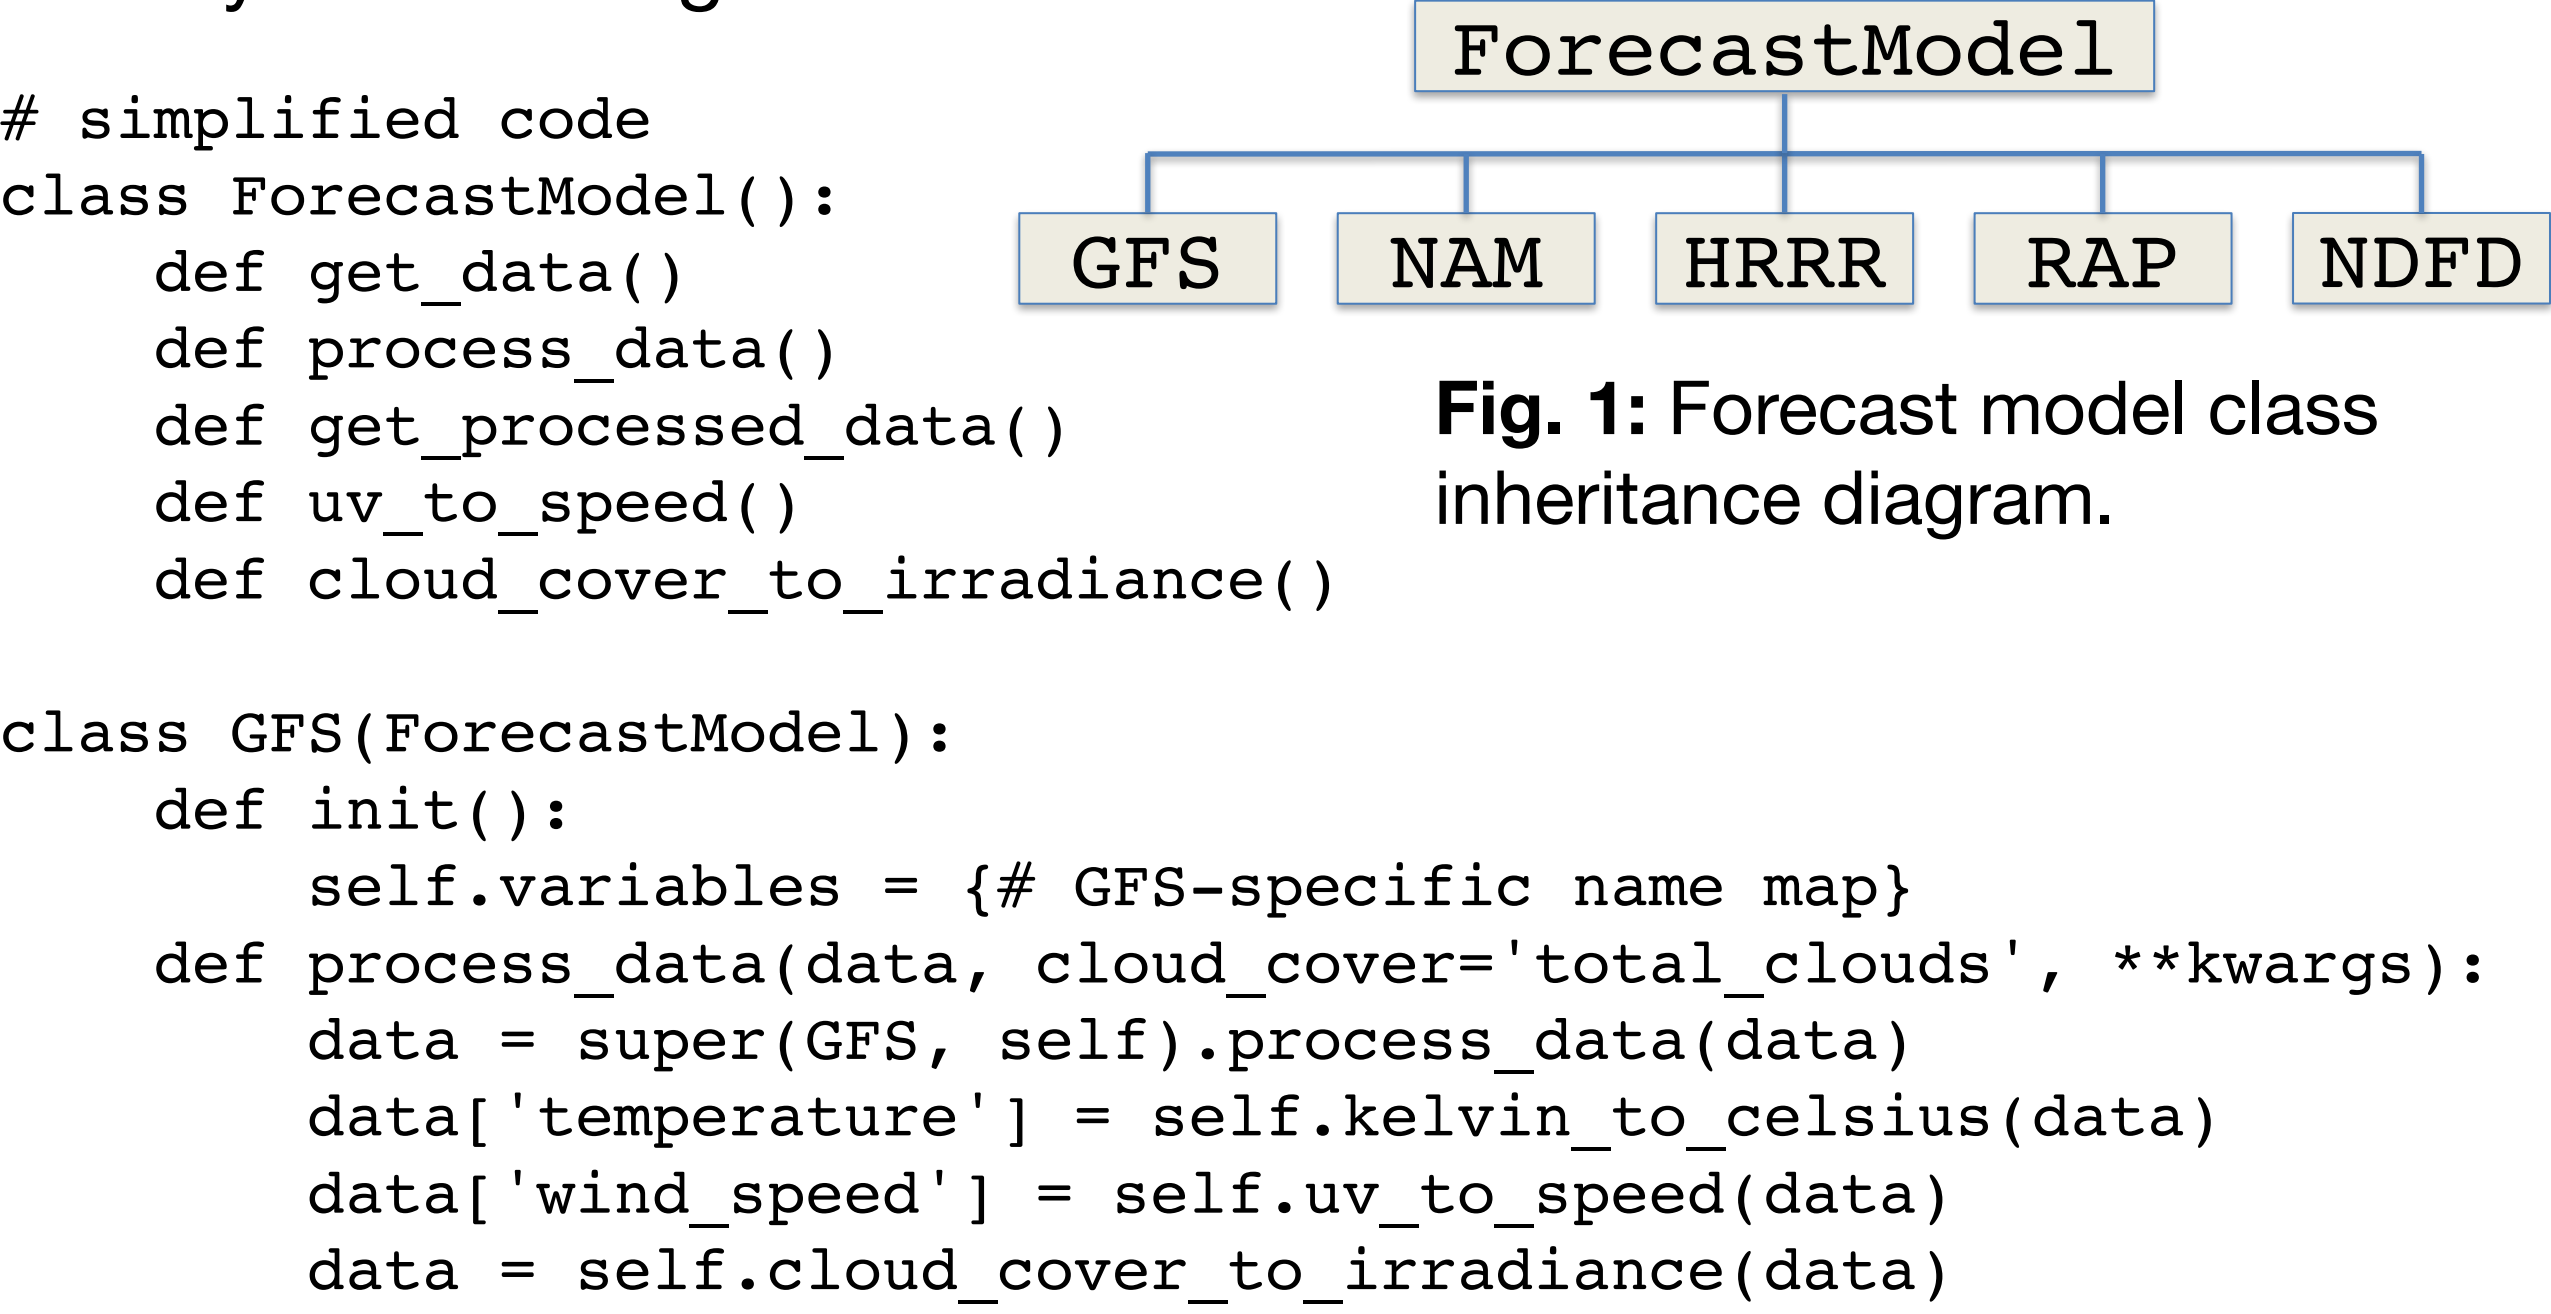 # simplified code
class ForecastModel():
    def get_data()
    def process_data()
    def get_processed_data()
    def uv_to_speed()
    def cloud_cover_to_irradiance()
class GFS(ForecastModel):
    def init():
        self.variables = {# GFS-specific name map}
    def process_data(data, cloud_cover='total_clouds', **kwargs):
        data = super(GFS, self).process_data(data)
        data['temperature'] = self.kelvin_to_celsius(data)
        data['wind_speed'] = self.uv_to_speed(data)
        data = self.cloud_cover_to_irradiance(data)
ForecastModel
GFS NAM HRRR RAP NDFD
Fig. 1: Forecast model class
inheritance diagram.